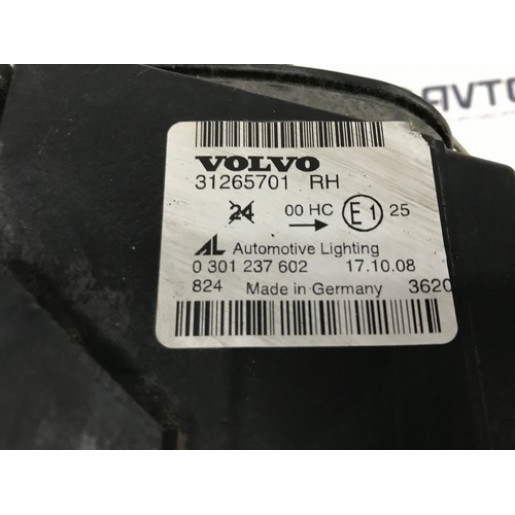 VOLVO
31265701 RH
24 00 HC → E1 25
AL Automotive Lighting
0 301 237 602 17.10.08
824 Made in Germany 3620